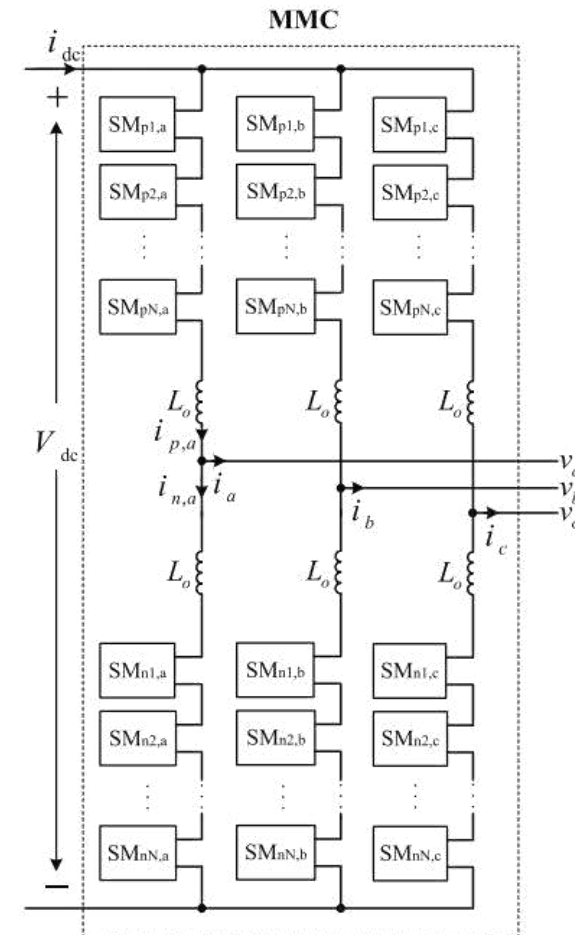 MMC
i_dc
+
SM_p1,a SM_p1,b SM_p1,c
SM_p2,a SM_p2,b SM_p2,c
SM_pN,a SM_pN,b SM_pN,c
L_o L_o L_o
i_p,a
V_dc
i_n,a i_a i_b i_c
L_o L_o L_o
SM_n1,a SM_n1,b SM_n1,c
SM_n2,a SM_n2,b SM_n2,c
SM_nN,a SM_nN,b SM_nN,c
−